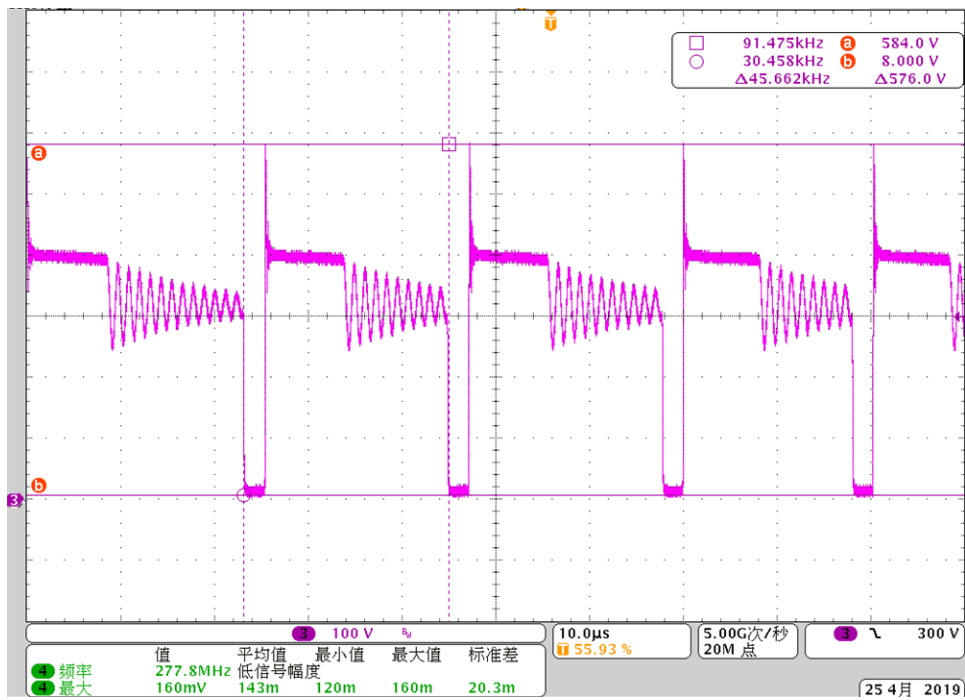 T
91.475kHz a 584.0 V
30.458kHz b 8.000 V
Δ45.662kHz Δ576.0 V
a
b
3
3 100 V BW
10.0μs
T 55.93 %
5.00G次/秒
20M 点
3 300 V
值 平均值 最小值 最大值 标准差
4 频率 277.8MHz 低信号幅度
4 最大 160mV 143m 120m 160m 20.3m
25 4月 2019